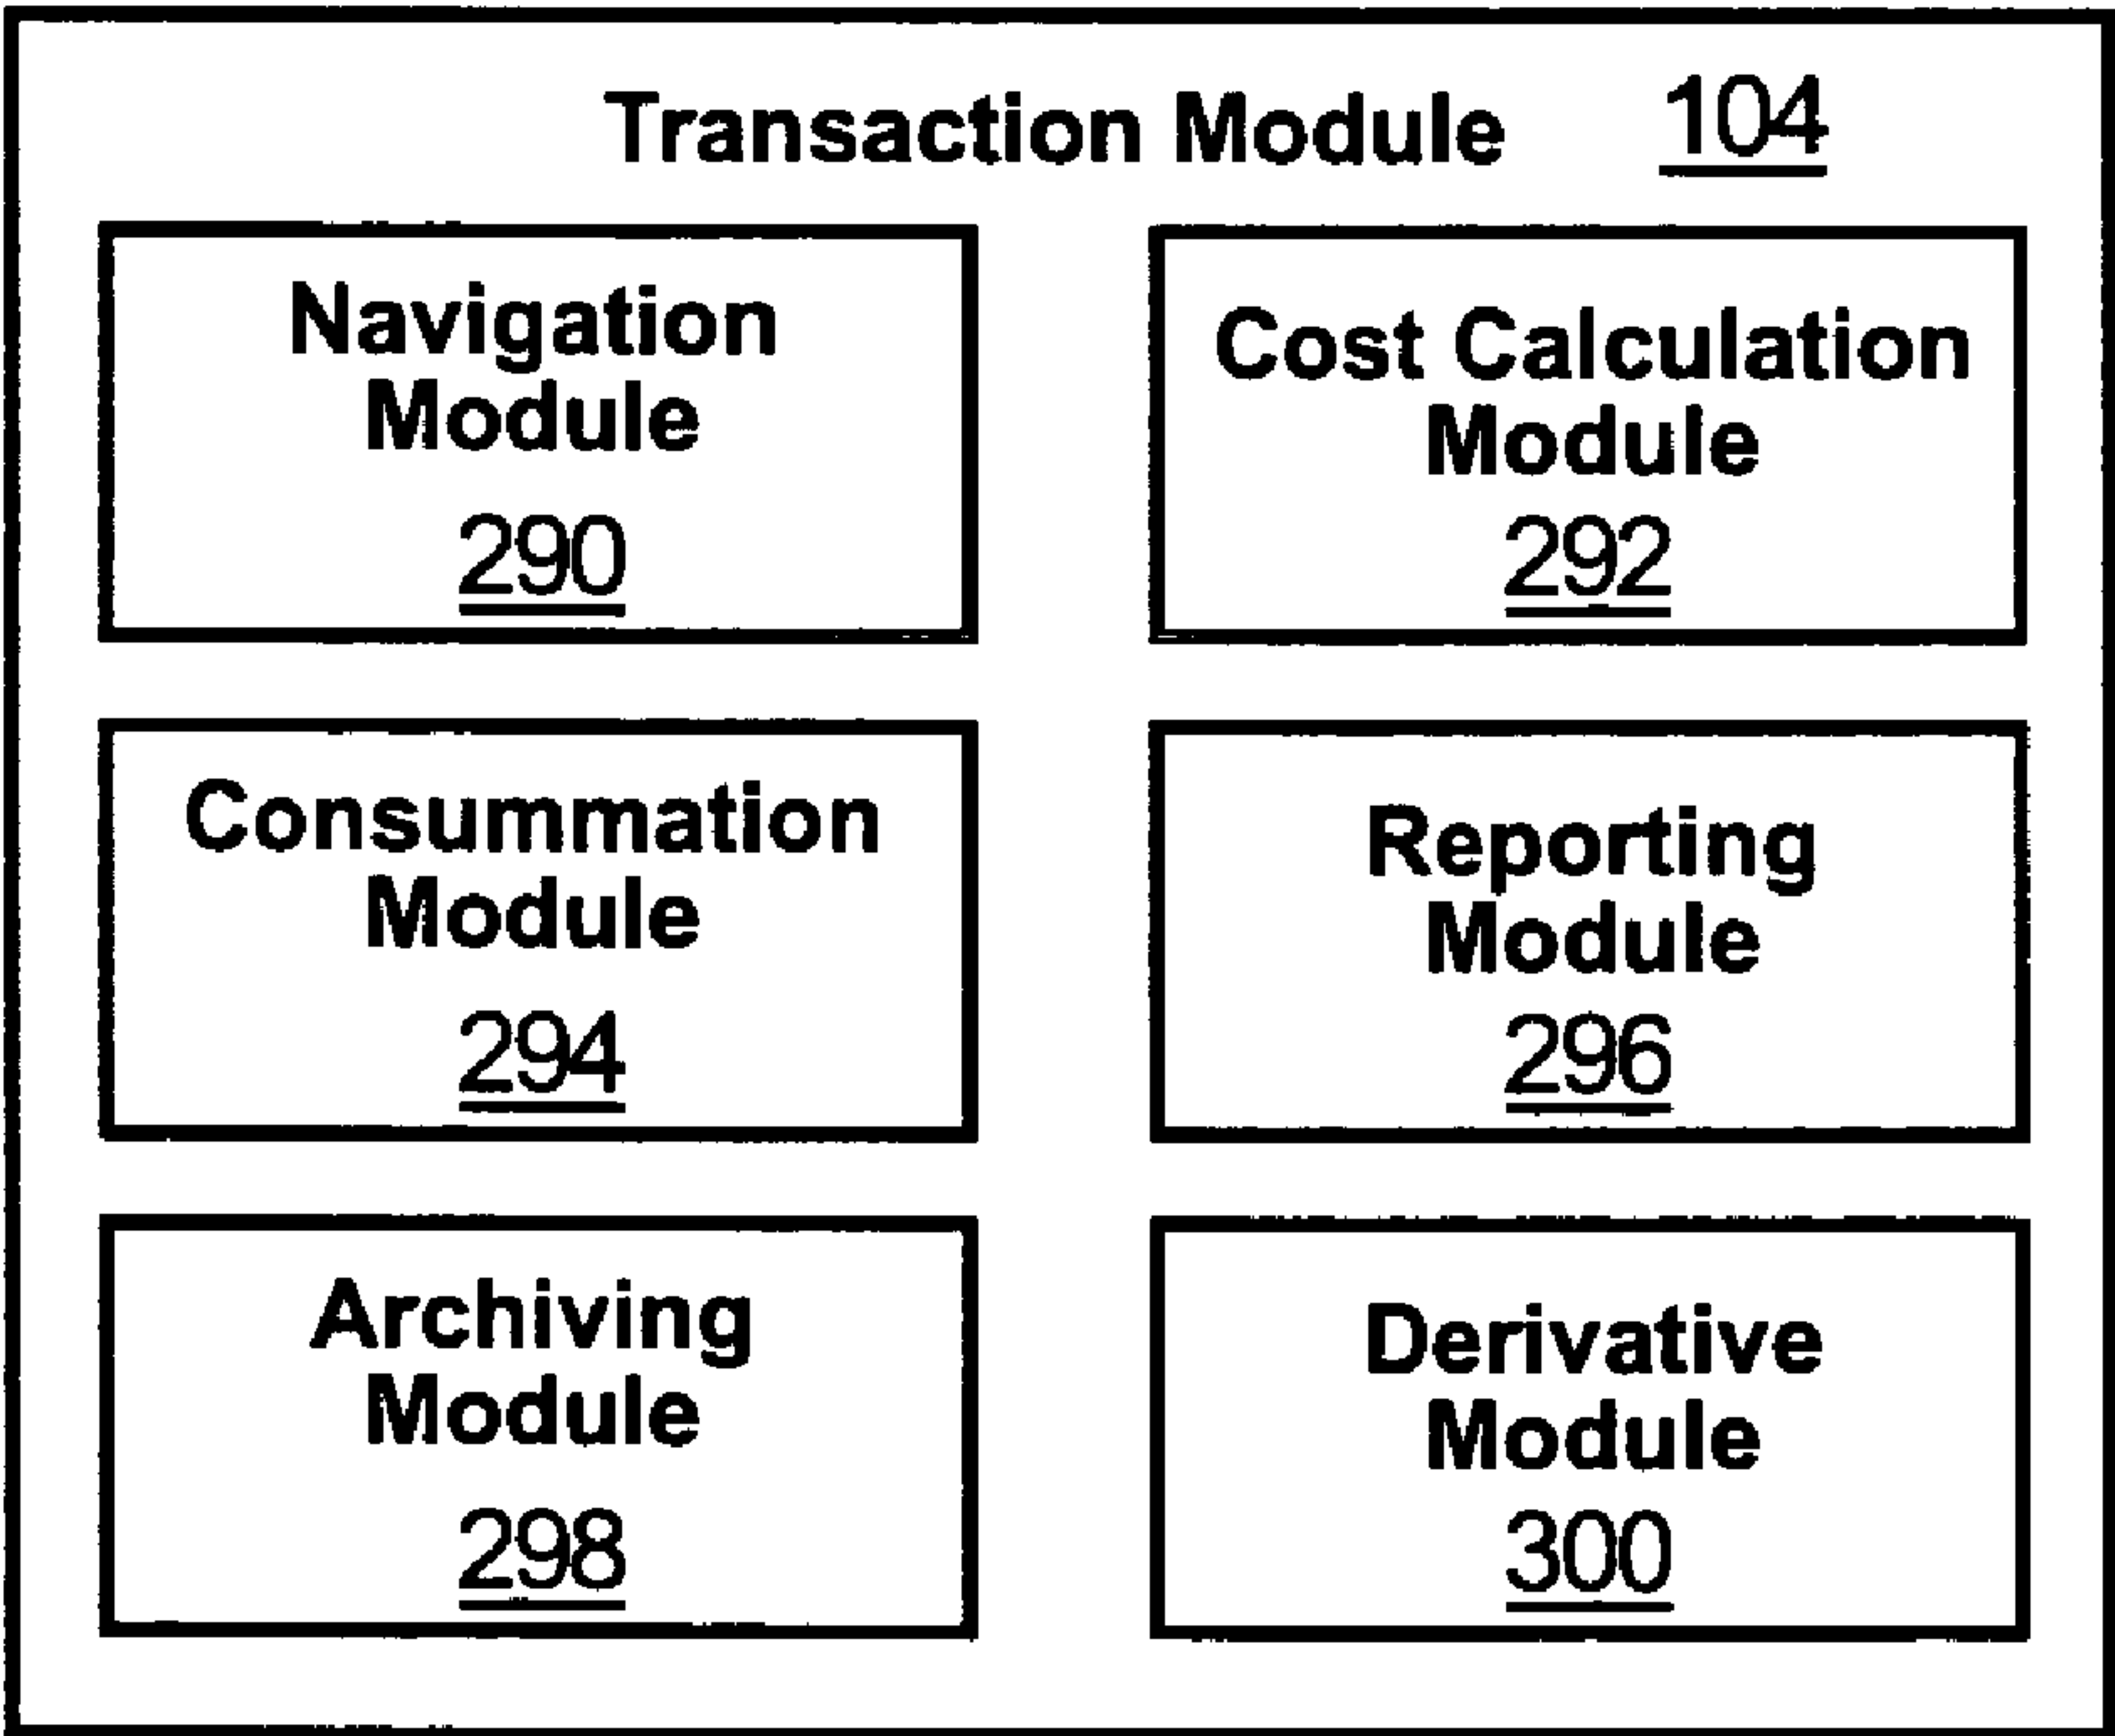 Transaction Module 104
Navigation
Module
290
Cost Calculation
Module
292
Consummation
Module
294
Reporting
Module
296
Archiving
Module
298
Derivative
Module
300